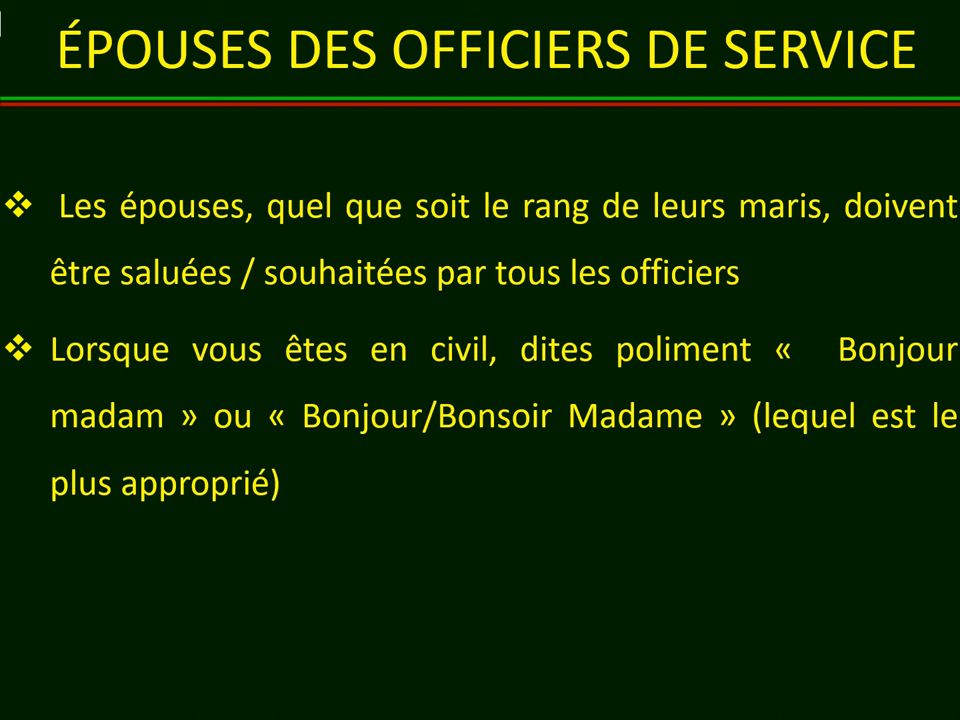 ÉPOUSES DES OFFICIERS DE SERVICE
❖ Les épouses, quel que soit le rang de leurs maris, doivent
être saluées / souhaitées par tous les officiers
❖ Lorsque vous êtes en civil, dites poliment « Bonjour
madam » ou « Bonjour/Bonsoir Madame » (lequel est le
plus approprié)